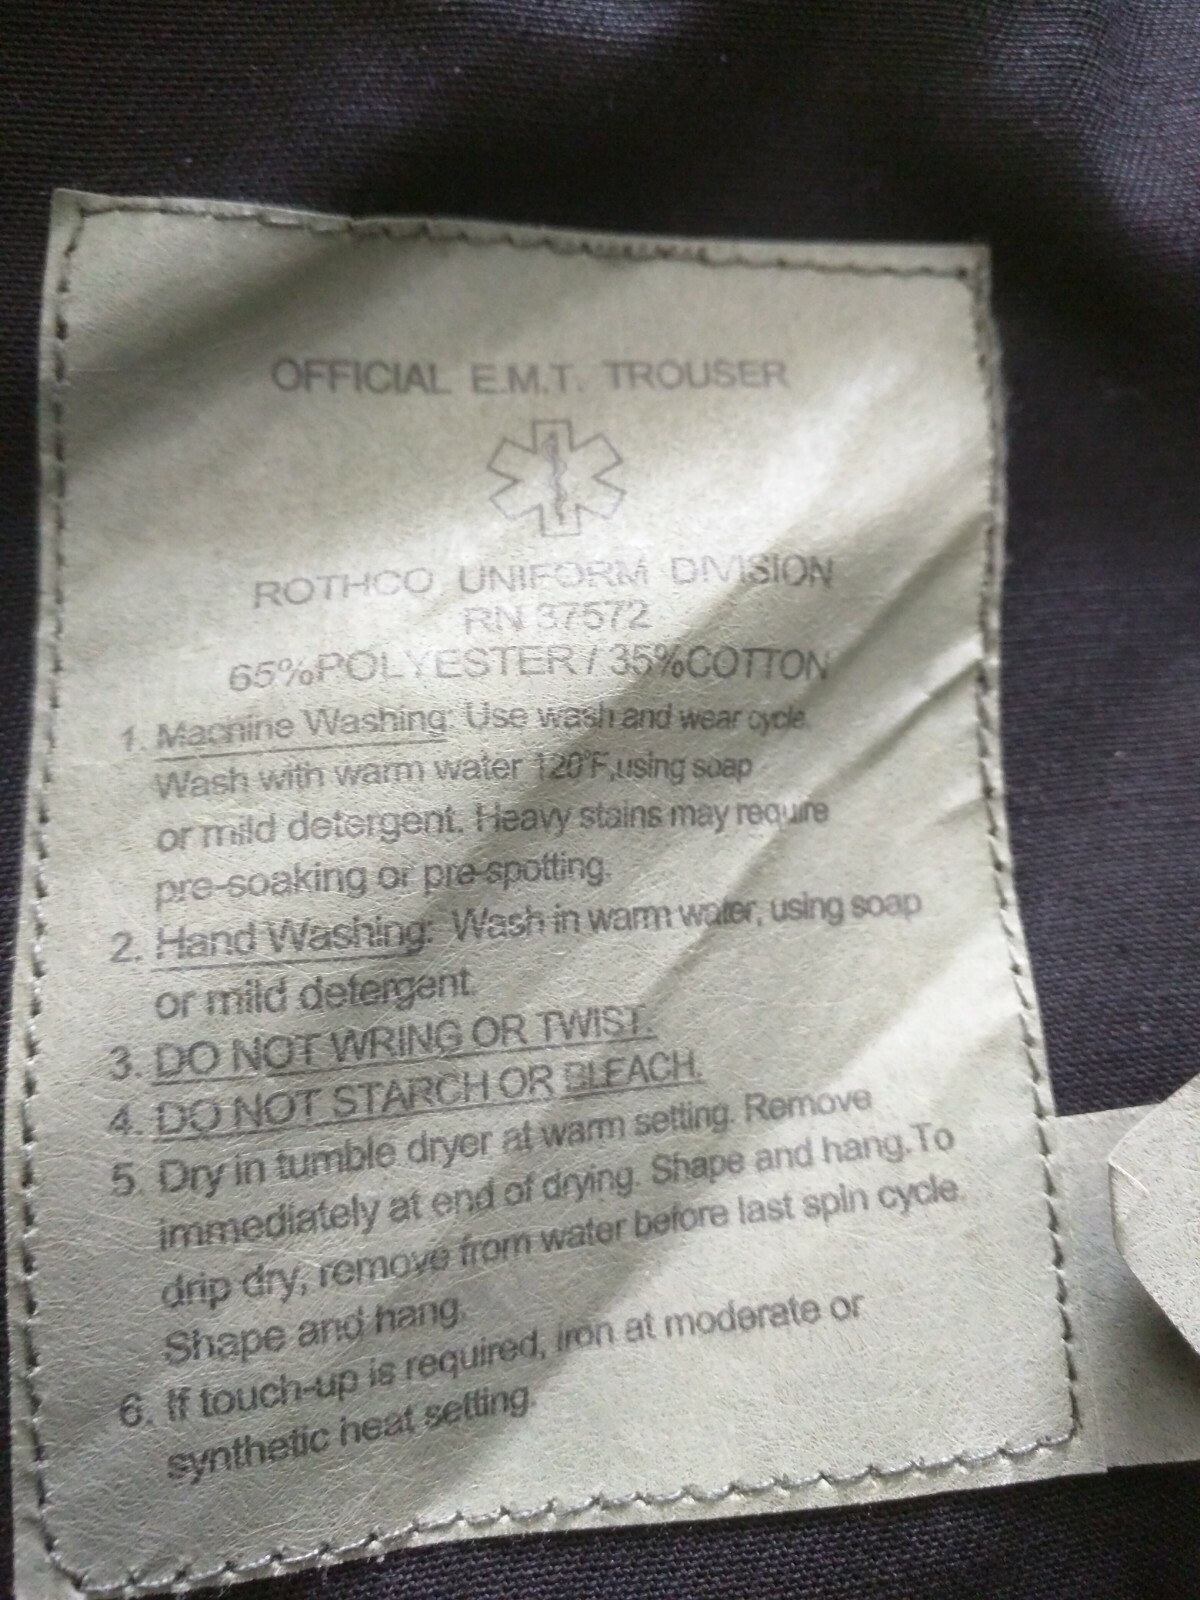 OFFICIAL E.M.T. TROUSER
ROTHCO UNIFORM DIVISION
RN 37572
65%POLYESTER / 35%COTTON
1. Machine Washing: Use wash and wear cycle.
Wash with warm water 120°F,using soap
or mild detergent. Heavy stains may require
pre-soaking or pre-spotting.
2. Hand Washing: Wash in warm water, using soap
or mild detergent.
3. DO NOT WRING OR TWIST.
4. DO NOT STARCH OR BLEACH.
5. Dry in tumble dryer at warm setting. Remove
immediately at end of drying. Shape and hang.To
drip dry, remove from water before last spin cycle.
Shape and hang.
6. If touch-up is required, iron at moderate or
synthetic heat setting.